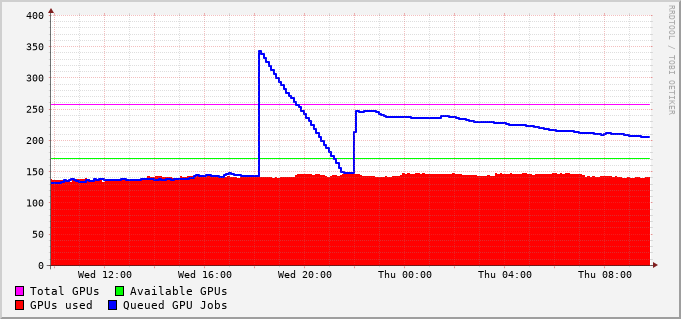 400
350
300
250
200
150
100
50
0
Wed 12:00 Wed 16:00 Wed 20:00 Thu 00:00 Thu 04:00 Thu 08:00
Total GPUs Available GPUs
GPUs used Queued GPU Jobs
RRDTOOL / TOBI OETIKER